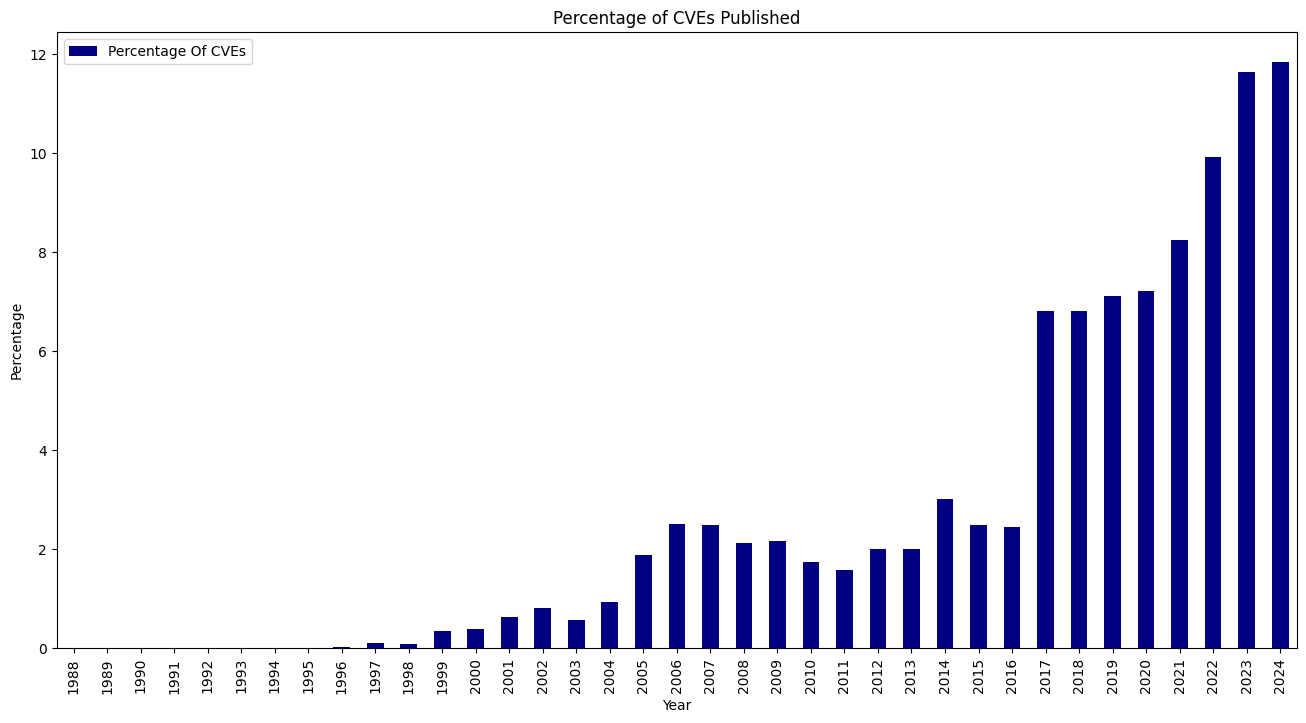 Percentage of CVEs Published
Percentage Of CVEs
Percentage
12
10
8
6
4
2
0
1988 1989 1990 1991 1992 1993 1994 1995 1996 1997 1998 1999 2000 2001 2002 2003 2004 2005 2006 2007 2008 2009 2010 2011 2012 2013 2014 2015 2016 2017 2018 2019 2020 2021 2022 2023 2024
Year